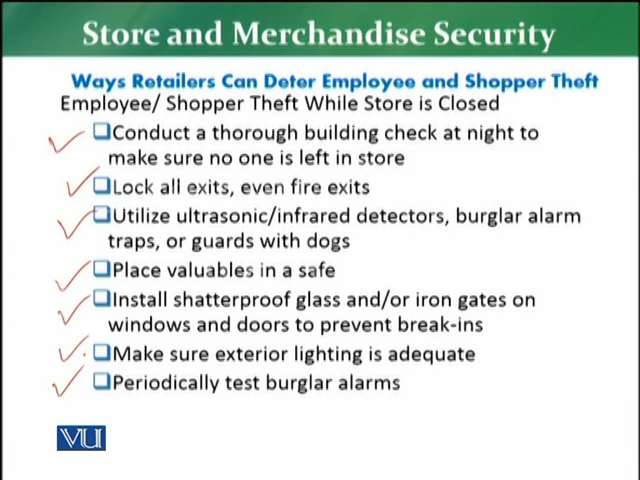 Store and Merchandise Security
Ways Retailers Can Deter Employee and Shopper Theft
Employee/ Shopper Theft While Store is Closed
Conduct a thorough building check at night to
make sure no one is left in store
Lock all exits, even fire exits
Utilize ultrasonic/infrared detectors, burglar alarm
traps, or guards with dogs
Place valuables in a safe
Install shatterproof glass and/or iron gates on
windows and doors to prevent break-ins
Make sure exterior lighting is adequate
Periodically test burglar alarms
VU